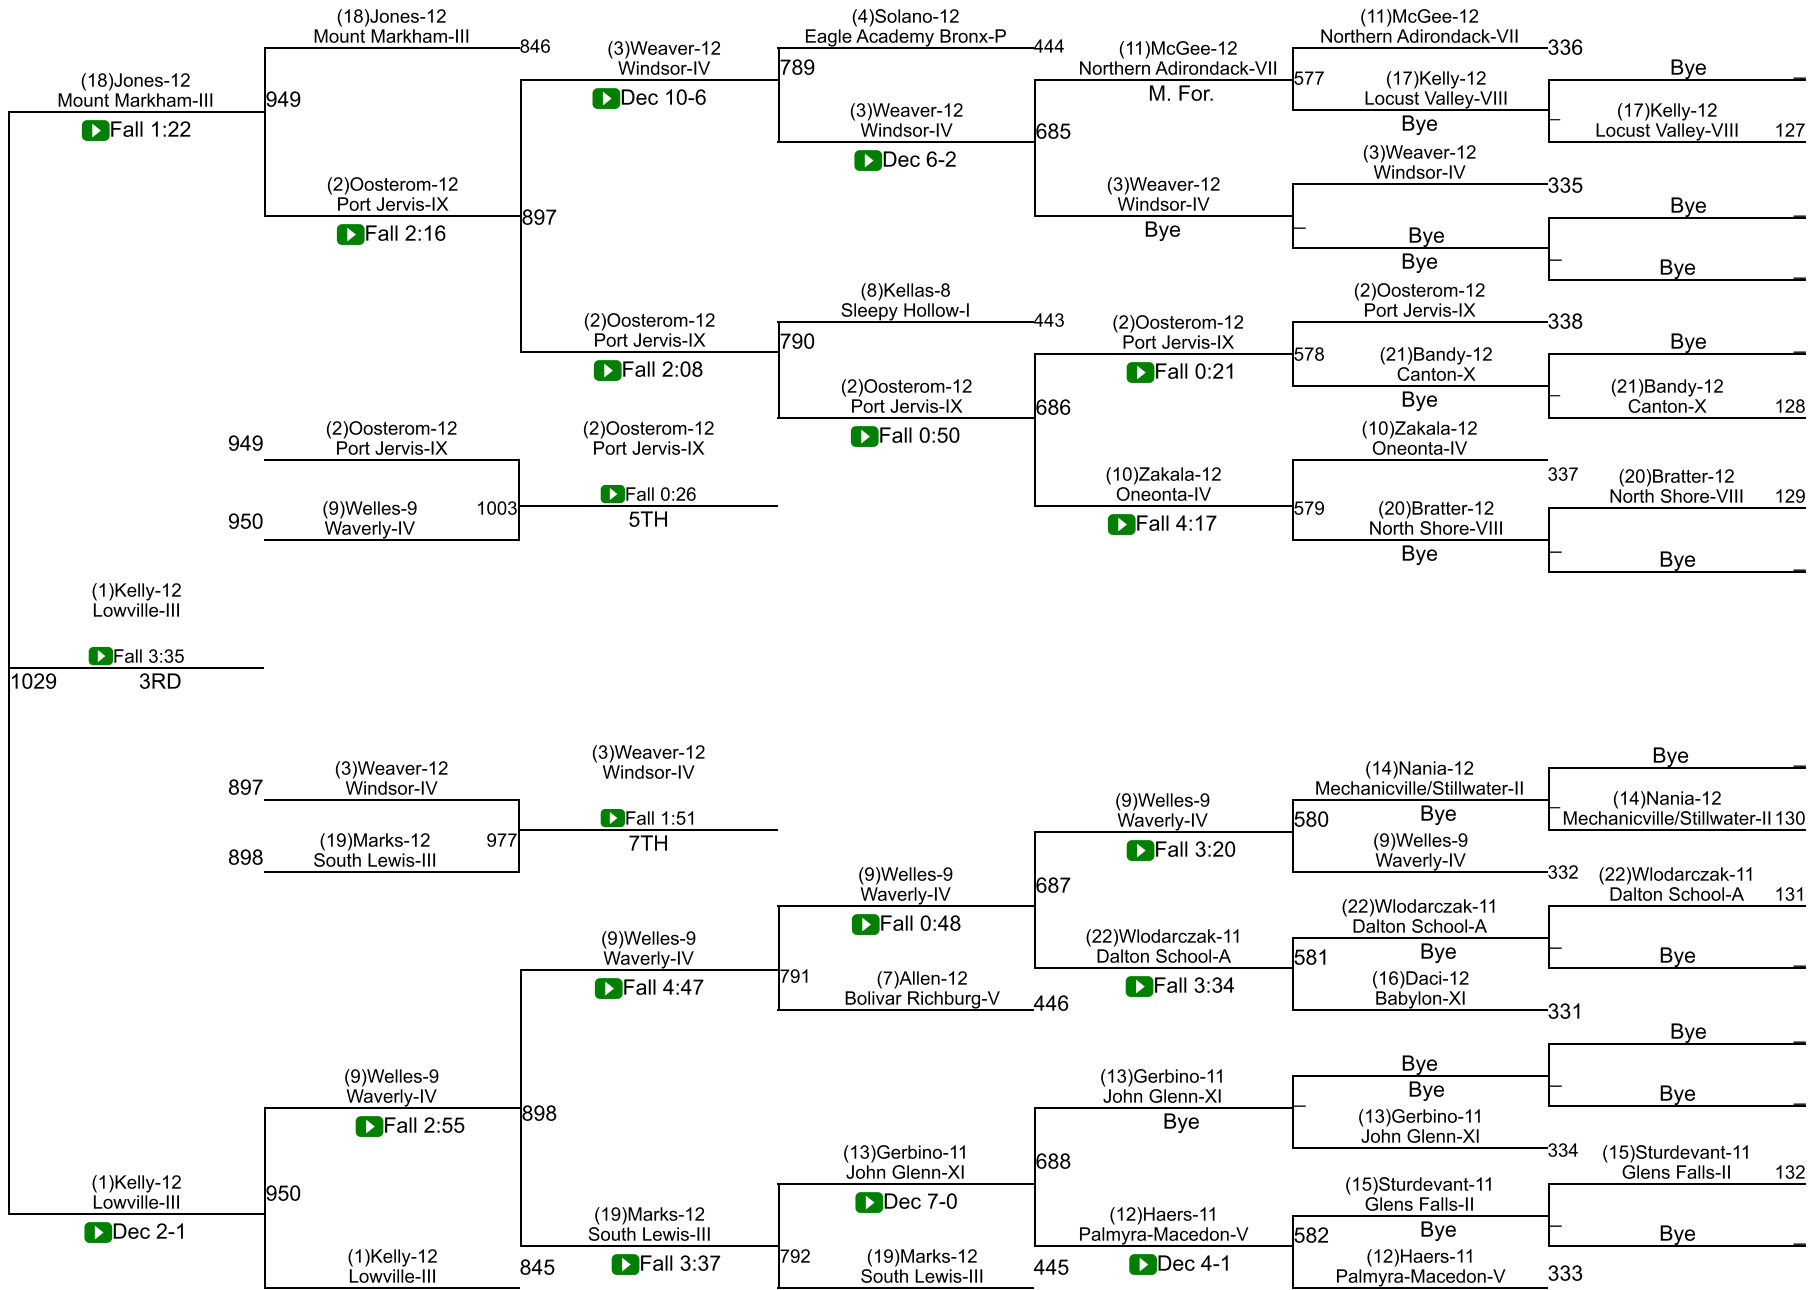 (18)Jones-12
Mount Markham-III
846
(4)Solano-12
Eagle Academy Bronx-P
444
(11)McGee-12
Northern Adirondack-VII
336
(3)Weaver-12
Windsor-IV
Dec 10-6
789
(11)McGee-12
Northern Adirondack-VII
M. For.
577
Bye
(18)Jones-12
Mount Markham-III
Fall 1:22
949
(17)Kelly-12
Locust Valley-VIII
Bye
(17)Kelly-12
Locust Valley-VIII
127
(3)Weaver-12
Windsor-IV
Dec 6-2
685
(3)Weaver-12
Windsor-IV
335
(2)Oosterom-12
Port Jervis-IX
Fall 2:16
897
(3)Weaver-12
Windsor-IV
Bye
Bye
Bye
Bye
Bye
(8)Kellas-8
Sleepy Hollow-I
443
(2)Oosterom-12
Port Jervis-IX
338
(2)Oosterom-12
Port Jervis-IX
Fall 2:08
790
(2)Oosterom-12
Port Jervis-IX
Fall 0:21
578
Bye
(21)Bandy-12
Canton-X
Bye
(2)Oosterom-12
Port Jervis-IX
Fall 0:50
686
(21)Bandy-12
Canton-X
128
949
(2)Oosterom-12
Port Jervis-IX
(2)Oosterom-12
Port Jervis-IX
(10)Zakala-12
Oneonta-IV
337
(20)Bratter-12
North Shore-VIII
129
950
(9)Welles-9
Waverly-IV
1003
Fall 0:26
5TH
(10)Zakala-12
Oneonta-IV
Fall 4:17
579
(20)Bratter-12
North Shore-VIII
Bye
Bye
(1)Kelly-12
Lowville-III
Fall 3:35
1029
3RD
897
(3)Weaver-12
Windsor-IV
(3)Weaver-12
Windsor-IV
(14)Nania-12
Mechanicville/Stillwater-II
Bye
Bye
898
(19)Marks-12
South Lewis-III
977
Fall 1:51
7TH
(9)Welles-9
Waverly-IV
Fall 3:20
580
(14)Nania-12
Mechanicville/Stillwater-II
130
(9)Welles-9
Waverly-IV
332
(9)Welles-9
Waverly-IV
Fall 0:48
687
(22)Wlodarczak-11
Dalton School-A
131
(22)Wlodarczak-11
Dalton School-A
Bye
Bye
(9)Welles-9
Waverly-IV
Fall 4:47
791
(7)Allen-12
Bolivar Richburg-V
446
(22)Wlodarczak-11
Dalton School-A
Fall 3:34
581
(16)Daci-12
Babylon-XI
331
Bye
(9)Welles-9
Waverly-IV
Fall 2:55
898
(13)Gerbino-11
John Glenn-XI
Bye
Bye
Bye
Bye
(13)Gerbino-11
John Glenn-XI
334
(13)Gerbino-11
John Glenn-XI
Dec 7-0
688
(15)Sturdevant-11
Glens Falls-II
132
(1)Kelly-12
Lowville-III
Dec 2-1
950
(15)Sturdevant-11
Glens Falls-II
Bye
Bye
(19)Marks-12
South Lewis-III
Fall 3:37
792
(12)Haers-11
Palmyra-Macedon-V
Dec 4-1
582
(1)Kelly-12
Lowville-III
845
(19)Marks-12
South Lewis-III
445
(12)Haers-11
Palmyra-Macedon-V
333